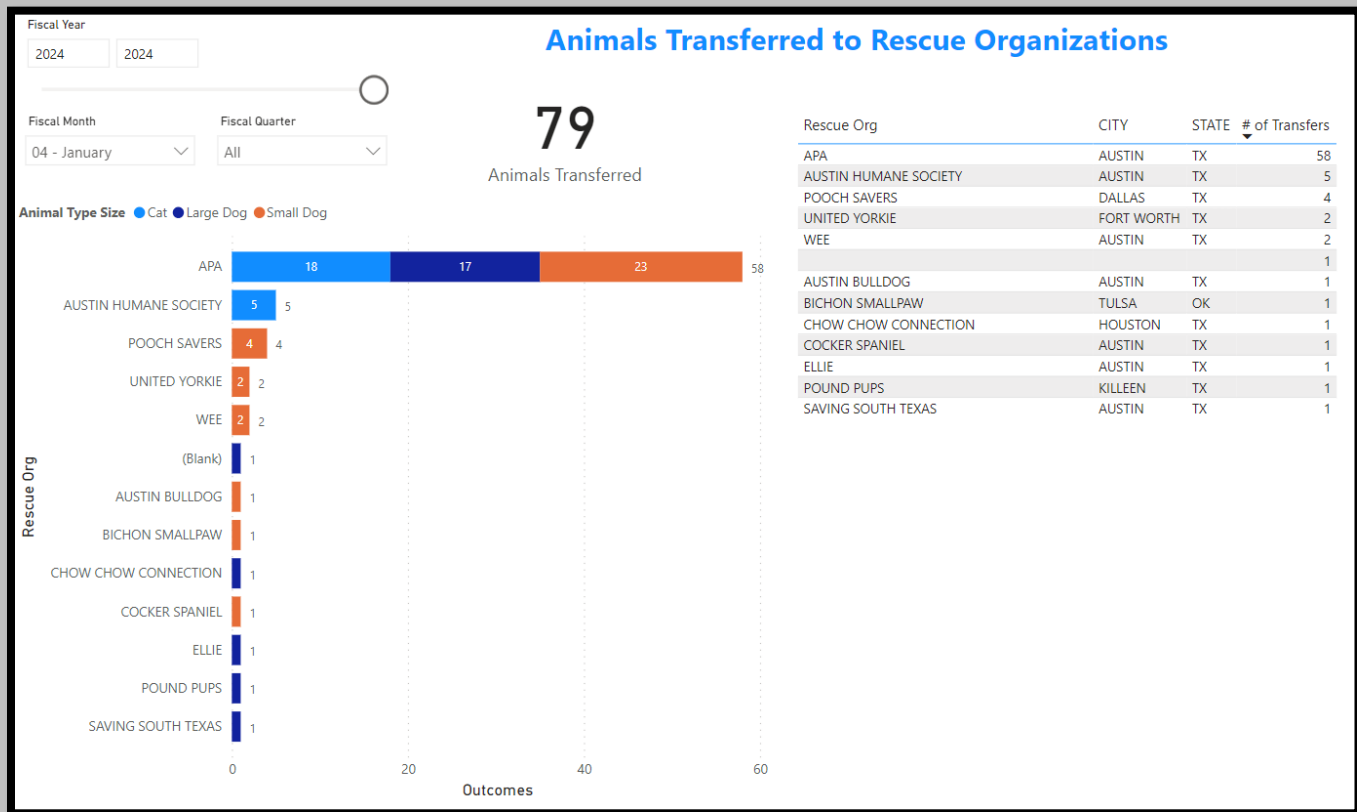 Fiscal Year
2024 2024
Animals Transferred to Rescue Organizations
Fiscal Month Fiscal Quarter
04 - January All
79
Animals Transferred
Animal Type Size Cat Large Dog Small Dog
Rescue Org
APA 18 17 23 58
AUSTIN HUMANE SOCIETY 5 5
POOCH SAVERS 4 4
UNITED YORKIE 2 2
WEE 2 2
(Blank) 1
AUSTIN BULLDOG 1
BICHON SMALLPAW 1
CHOW CHOW CONNECTION 1
COCKER SPANIEL 1
ELLIE 1
POUND PUPS 1
SAVING SOUTH TEXAS 1
0 20 40 60
Outcomes
Rescue Org CITY STATE # of Transfers
APA AUSTIN TX 58
AUSTIN HUMANE SOCIETY AUSTIN TX 5
POOCH SAVERS DALLAS TX 4
UNITED YORKIE FORT WORTH TX 2
WEE AUSTIN TX 2
1
AUSTIN BULLDOG AUSTIN TX 1
BICHON SMALLPAW TULSA OK 1
CHOW CHOW CONNECTION HOUSTON TX 1
COCKER SPANIEL AUSTIN TX 1
ELLIE AUSTIN TX 1
POUND PUPS KILLEEN TX 1
SAVING SOUTH TEXAS AUSTIN TX 1